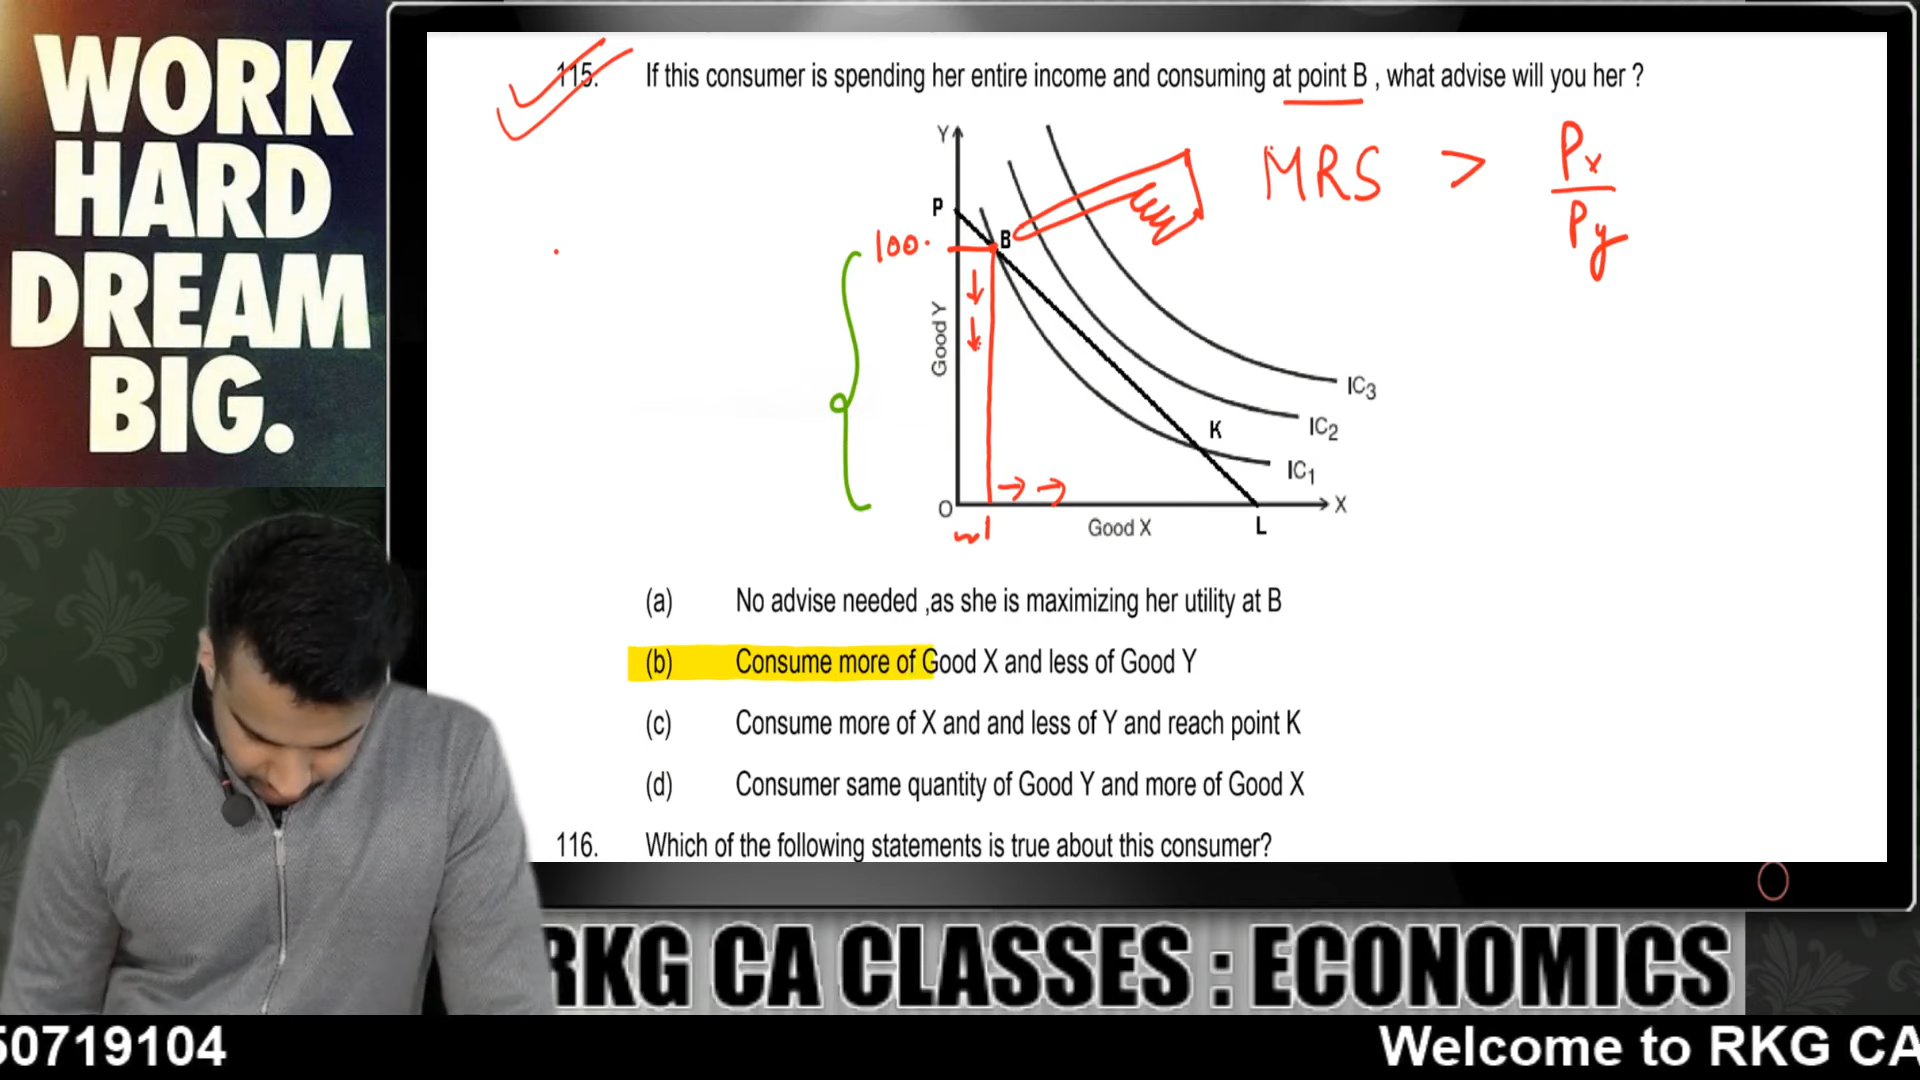 WORK
HARD
DREAM
BIG.
115. If this consumer is spending her entire income and consuming at point B , what advise will you her ?
Y
P
B
100.
MRS > Px
Py
Good Y
K
IC3
IC2
IC1
O
X
1
Good X
L
(a) No advise needed ,as she is maximizing her utility at B
(b) Consume more of Good X and less of Good Y
(c) Consume more of X and and less of Y and reach point K
(d) Consumer same quantity of Good Y and more of Good X
116. Which of the following statements is true about this consumer?
RKG CA CLASSES : ECONOMICS
50719104
Welcome to RKG CA